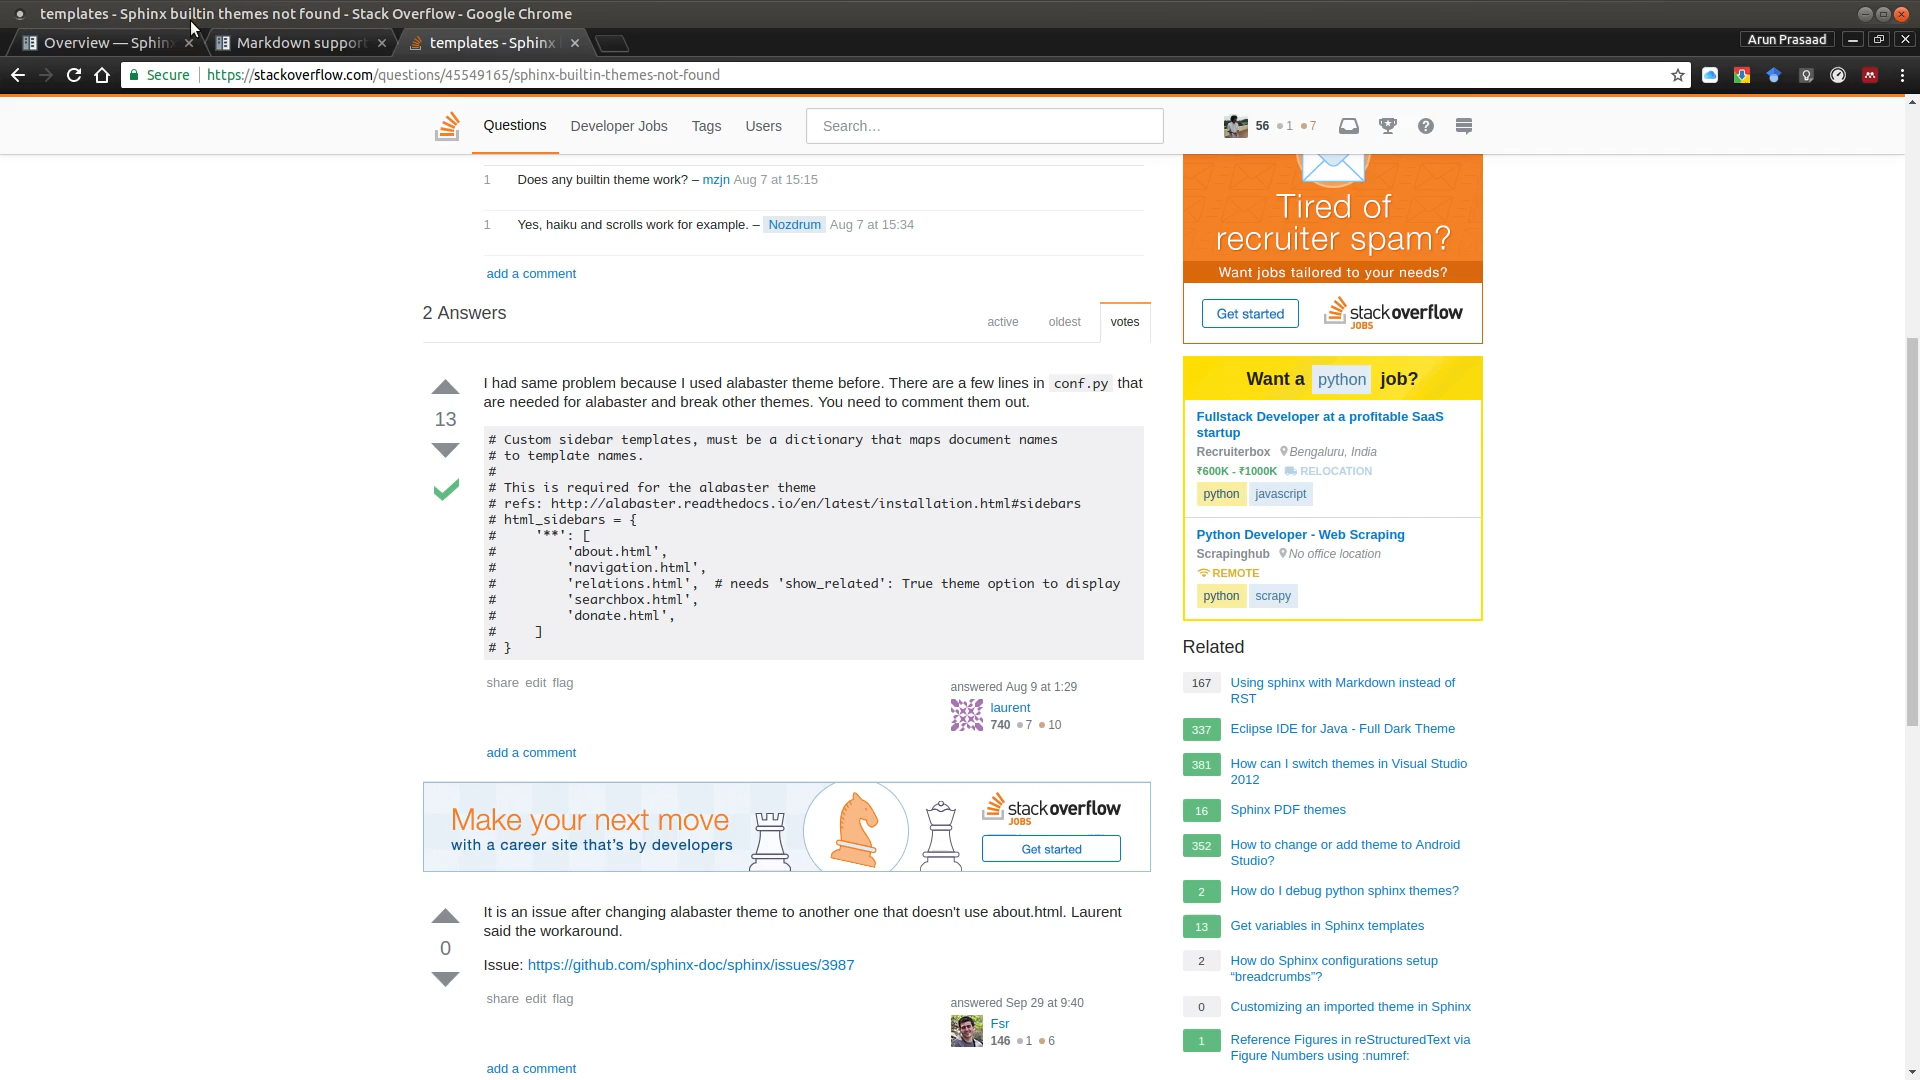 templates - Sphinx builtin themes not found - Stack Overflow - Google Chrome
Overview — Sphin
Markdown support
templates - Sphinx
Arun Prasaad
Secure
https://stackoverflow.com/questions/45549165/sphinx-builtin-themes-not-found
Questions
Developer Jobs
Tags
Users
Search…
56 1 7
1 Does any builtin theme work? – mzjn Aug 7 at 15:15
1 Yes, haiku and scrolls work for example. – Nozdrum Aug 7 at 15:34
add a comment
2 Answers
active
oldest
votes
13
I had same problem because I used alabaster theme before. There are a few lines in conf.py that
are needed for alabaster and break other themes. You need to comment them out.
# Custom sidebar templates, must be a dictionary that maps document names
# to template names.
#
# This is required for the alabaster theme
# refs: http://alabaster.readthedocs.io/en/latest/installation.html#sidebars
# html_sidebars = {
#     '**': [
#         'about.html',
#         'navigation.html',
#         'relations.html',  # needs 'show_related': True theme option to display
#         'searchbox.html',
#         'donate.html',
#     ]
# }
share edit flag
answered Aug 9 at 1:29
laurent
740 7 10
add a comment
Make your next move
with a career site that's by developers
stackoverflow
JOBS
Get started
0
It is an issue after changing alabaster theme to another one that doesn't use about.html. Laurent
said the workaround.
Issue: https://github.com/sphinx-doc/sphinx/issues/3987
share edit flag
answered Sep 29 at 9:40
Fsr
146 1 6
add a comment
Tired of
recruiter spam?
Want jobs tailored to your needs?
Get started
stackoverflow
JOBS
Want a python job?
Fullstack Developer at a profitable SaaS
startup
Recruiterbox Bengaluru, India
₹600K - ₹1000K RELOCATION
python javascript
Python Developer - Web Scraping
Scrapinghub No office location
REMOTE
python scrapy
Related
167 Using sphinx with Markdown instead of
RST
337 Eclipse IDE for Java - Full Dark Theme
381 How can I switch themes in Visual Studio
2012
16 Sphinx PDF themes
352 How to change or add theme to Android
Studio?
2 How do I debug python sphinx themes?
13 Get variables in Sphinx templates
2 How do Sphinx configurations setup
“breadcrumbs”?
0 Customizing an imported theme in Sphinx
1 Reference Figures in reStructuredText via
Figure Numbers using :numref: